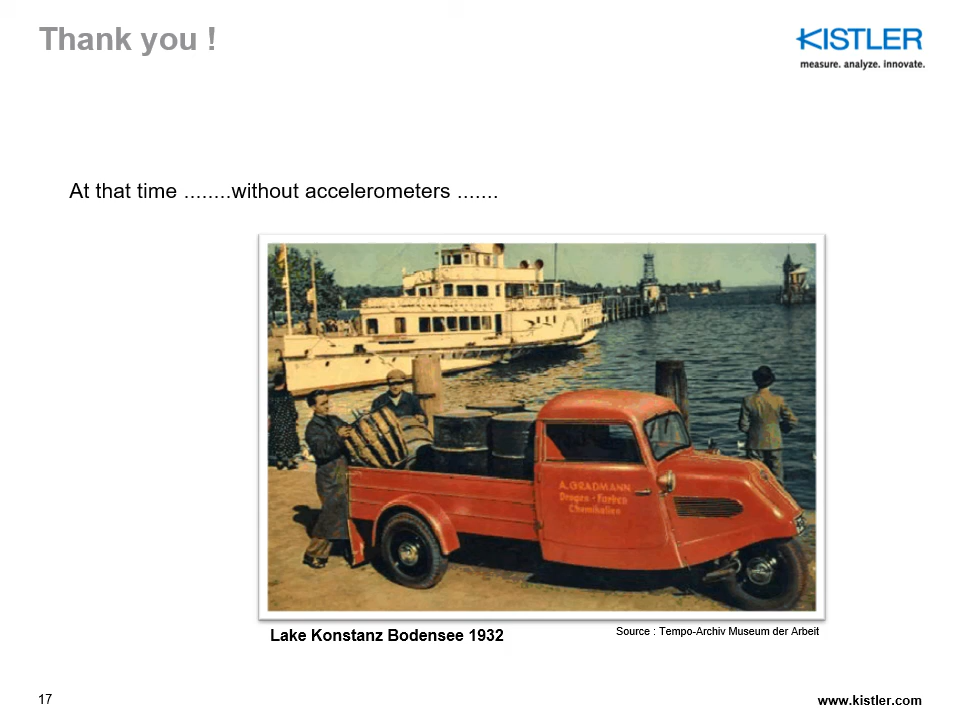 Thank you !
KISTLER
measure. analyze. innovate.
At that time ........without accelerometers .......
A. GRADMANN
Drogen · Farben
Chemikalien
Lake Konstanz Bodensee 1932
Source : Tempo-Archiv Museum der Arbeit
17
www.kistler.com